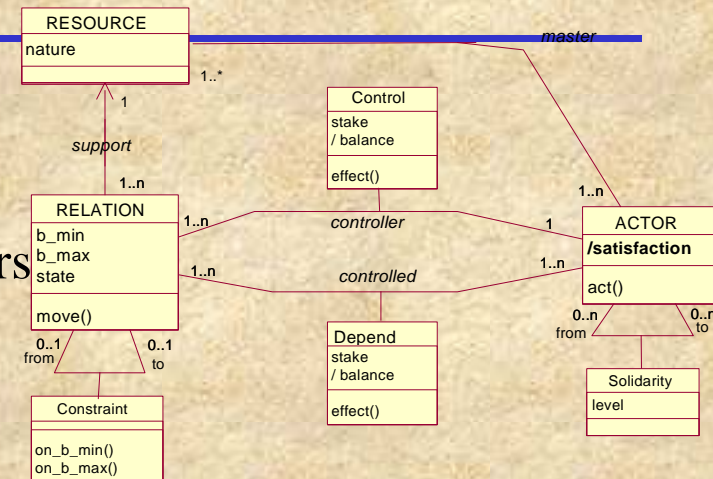 RESOURCE
nature
master
1..*
1
support
1..n
Control
stake
/ balance
effect()
1..n
RELATION
b_min
b_max
state
move()
1..n
controller
1
ACTOR
/satisfaction
act()
1..n
controlled
1..n
rs
Depend
stake
/ balance
effect()
0..1
from
0..1
to
0..n
from
0..n
to
Constraint
on_b_min()
on_b_max()
Solidarity
level